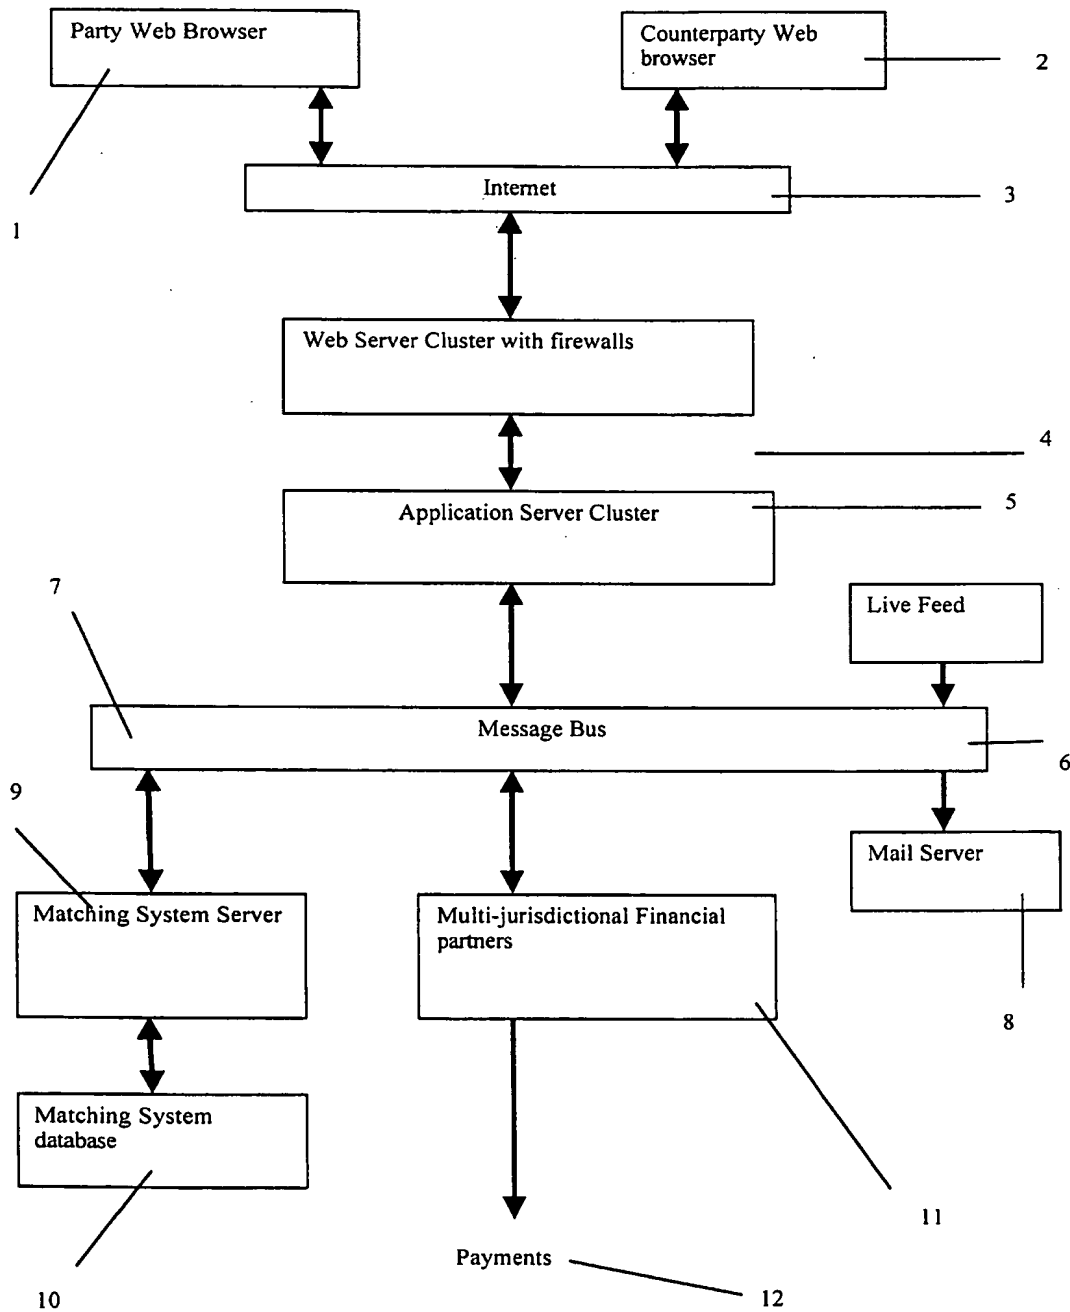 Party Web Browser
Counterparty Web
browser
2
Internet
3
1
Web Server Cluster with firewalls
4
Application Server Cluster
5
7
Live Feed
Message Bus
6
9
Mail Server
Matching System Server
Multi-jurisdictional Financial
partners
8
Matching System
database
11
Payments
12
10